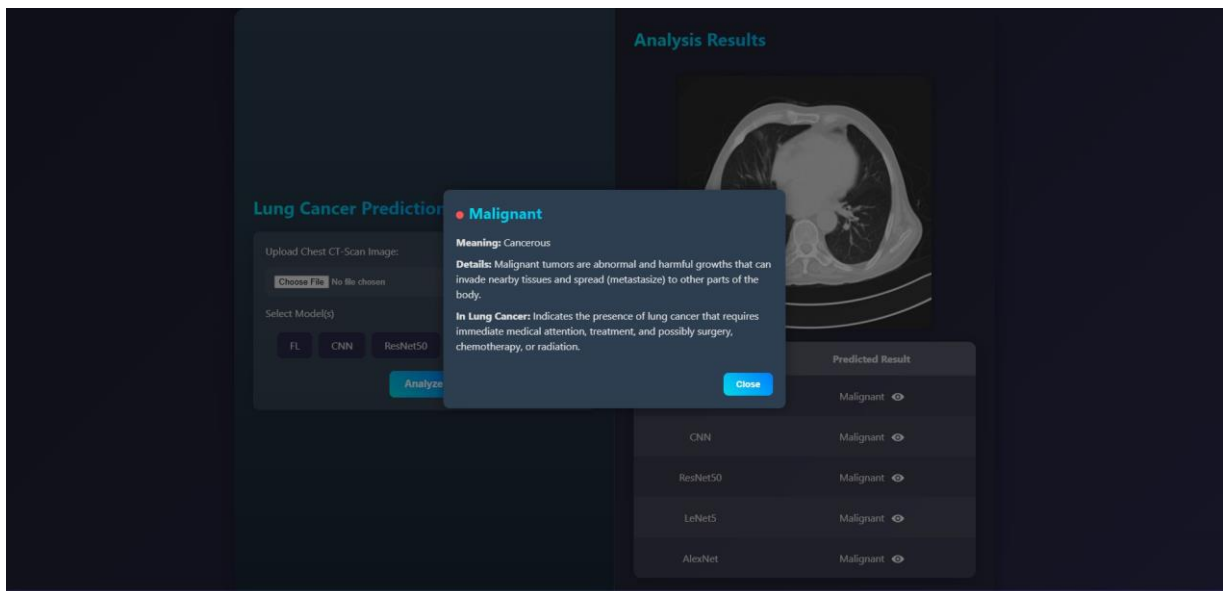 Analysis Results
Lung Cancer Prediction
Upload Chest CT-Scan Image:
Choose File No file chosen
Select Model(s)
FL CNN ResNet50
Analyze
● Malignant
Meaning: Cancerous
Details: Malignant tumors are abnormal and harmful growths that can
invade nearby tissues and spread (metastasize) to other parts of the
body.
In Lung Cancer: Indicates the presence of lung cancer that requires
immediate medical attention, treatment, and possibly surgery,
chemotherapy, or radiation.
Close
Predicted Result
Malignant
CNN Malignant
ResNet50 Malignant
LeNet5 Malignant
AlexNet Malignant